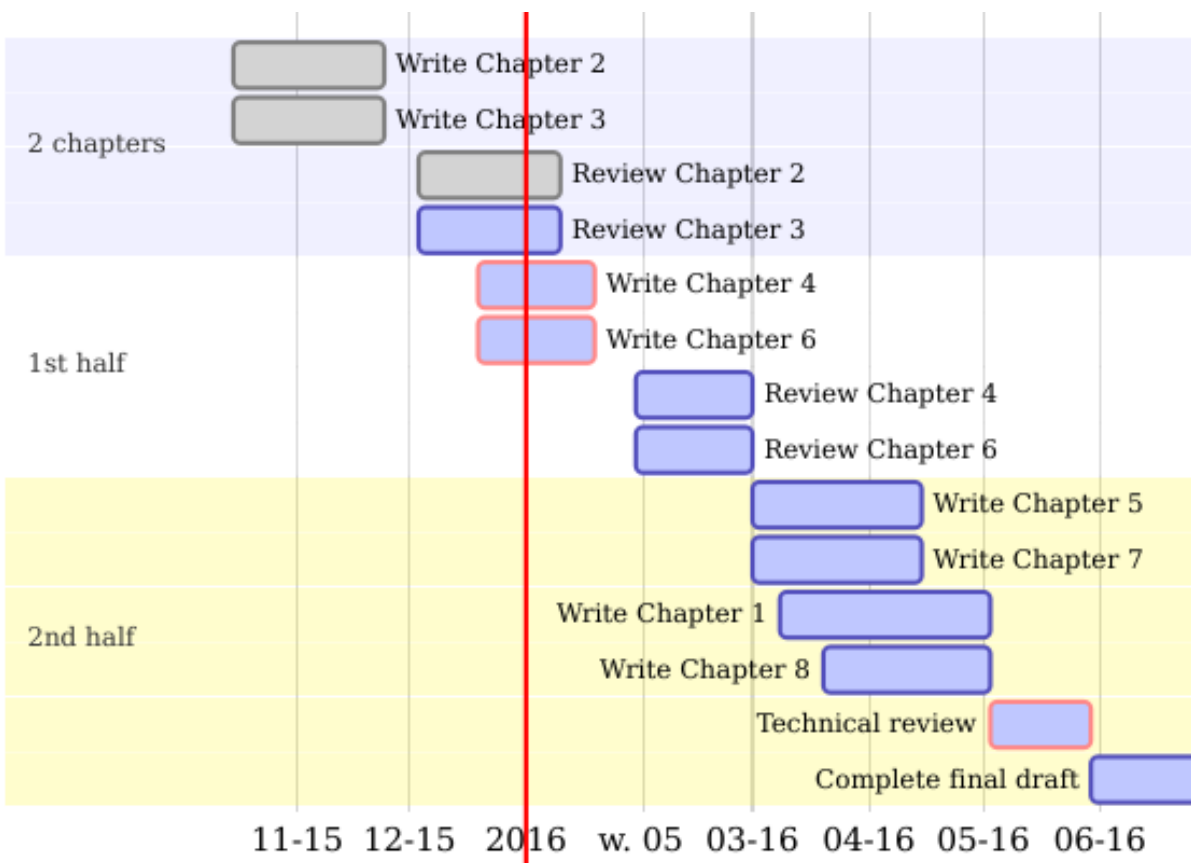 Write Chapter 2
Write Chapter 3
2 chapters
Review Chapter 2
Review Chapter 3
Write Chapter 4
Write Chapter 6
1st half
Review Chapter 4
Review Chapter 6
Write Chapter 5
Write Chapter 7
Write Chapter 1
2nd half
Write Chapter 8
Technical review
Complete final draft
11-15 12-15 2016 w. 05 03-16 04-16 05-16 06-16